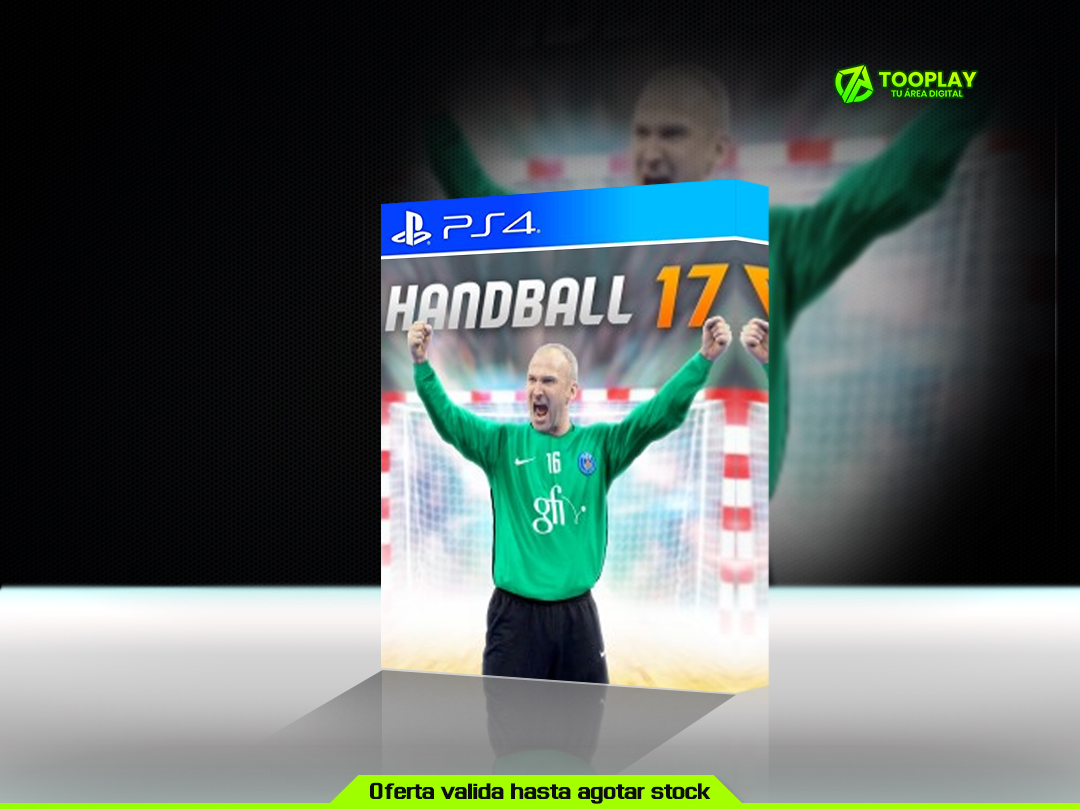 TOOPLAY
TU ÁREA DIGITAL
PS4
HANDBALL 17
16
gfi
Oferta valida hasta agotar stock